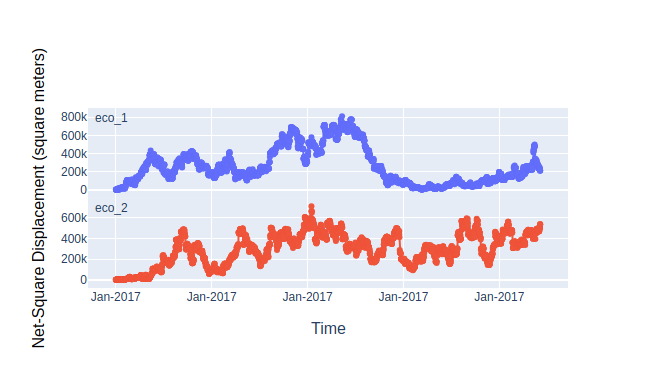 Net-Square Displacement (square meters)
eco_1
800k
600k
400k
200k
0
eco_2
600k
400k
200k
0
Jan-2017 Jan-2017 Jan-2017 Jan-2017 Jan-2017
Time